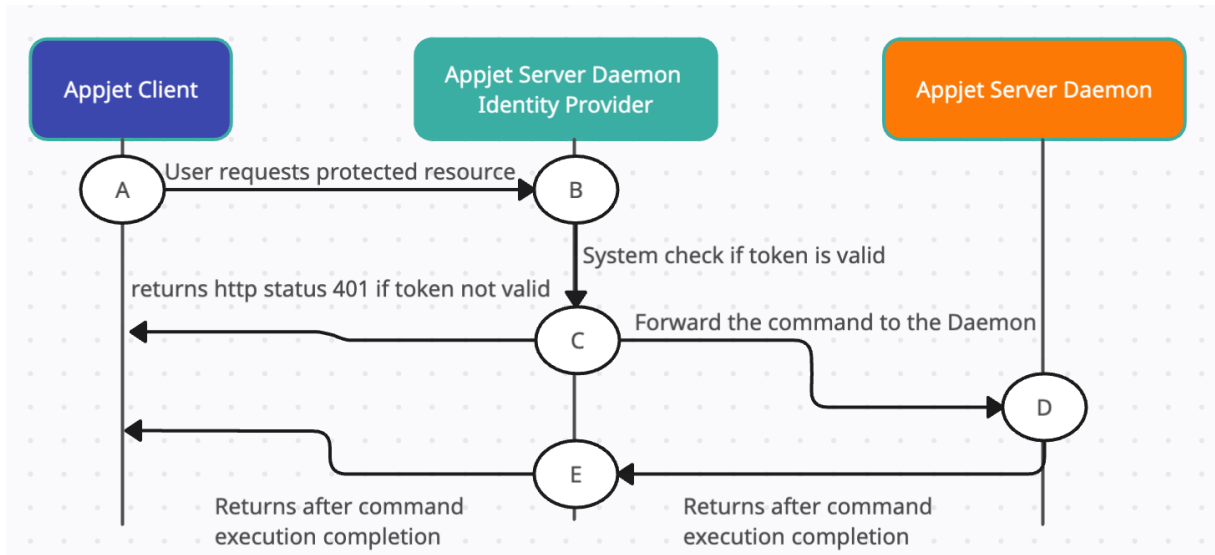 Appjet Client
Appjet Server Daemon
Identity Provider
Appjet Server Daemon
User requests protected resource
A
B
System check if token is valid
returns http status 401 if token not valid
Forward the command to the Daemon
C
D
E
Returns after command
execution completion
Returns after command
execution completion